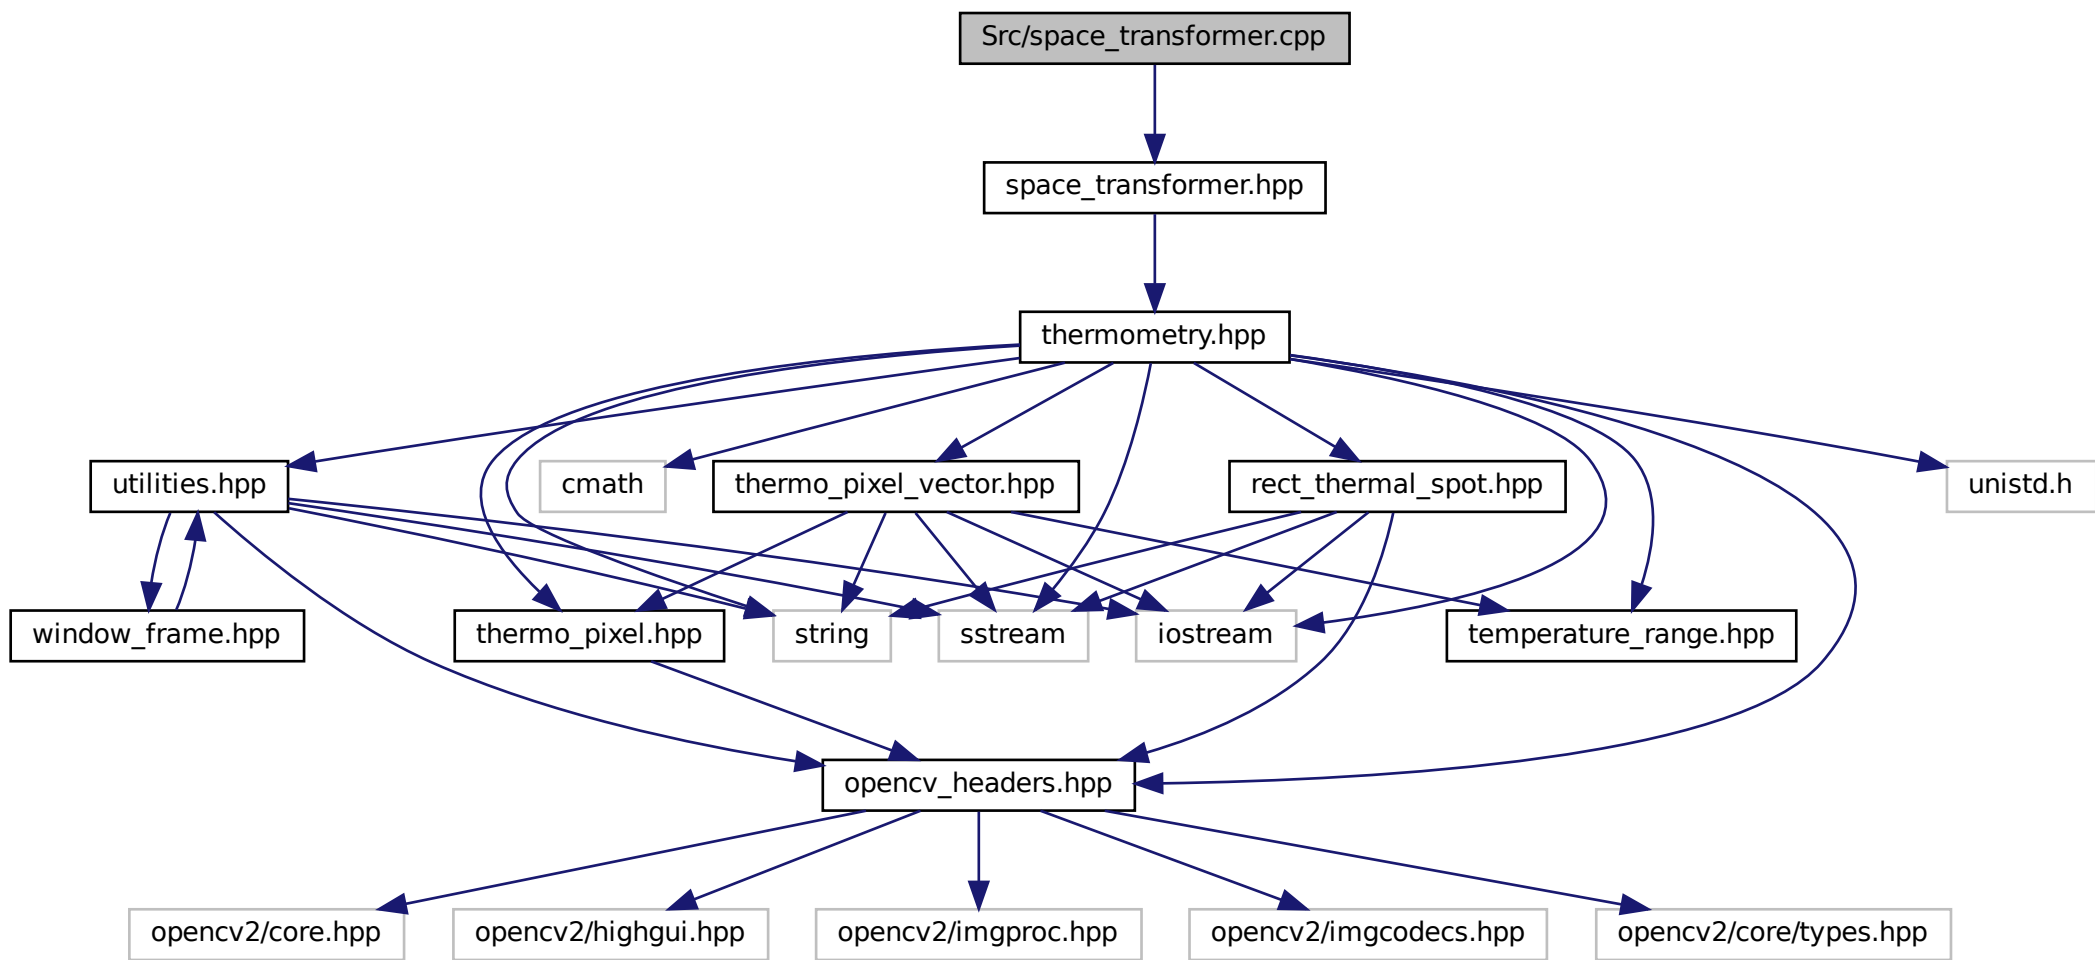 Src/space_transformer.cpp
space_transformer.hpp
thermometry.hpp
utilities.hpp
cmath
thermo_pixel_vector.hpp
rect_thermal_spot.hpp
unistd.h
window_frame.hpp
thermo_pixel.hpp
string
sstream
iostream
temperature_range.hpp
opencv_headers.hpp
opencv2/core.hpp
opencv2/highgui.hpp
opencv2/imgproc.hpp
opencv2/imgcodecs.hpp
opencv2/core/types.hpp